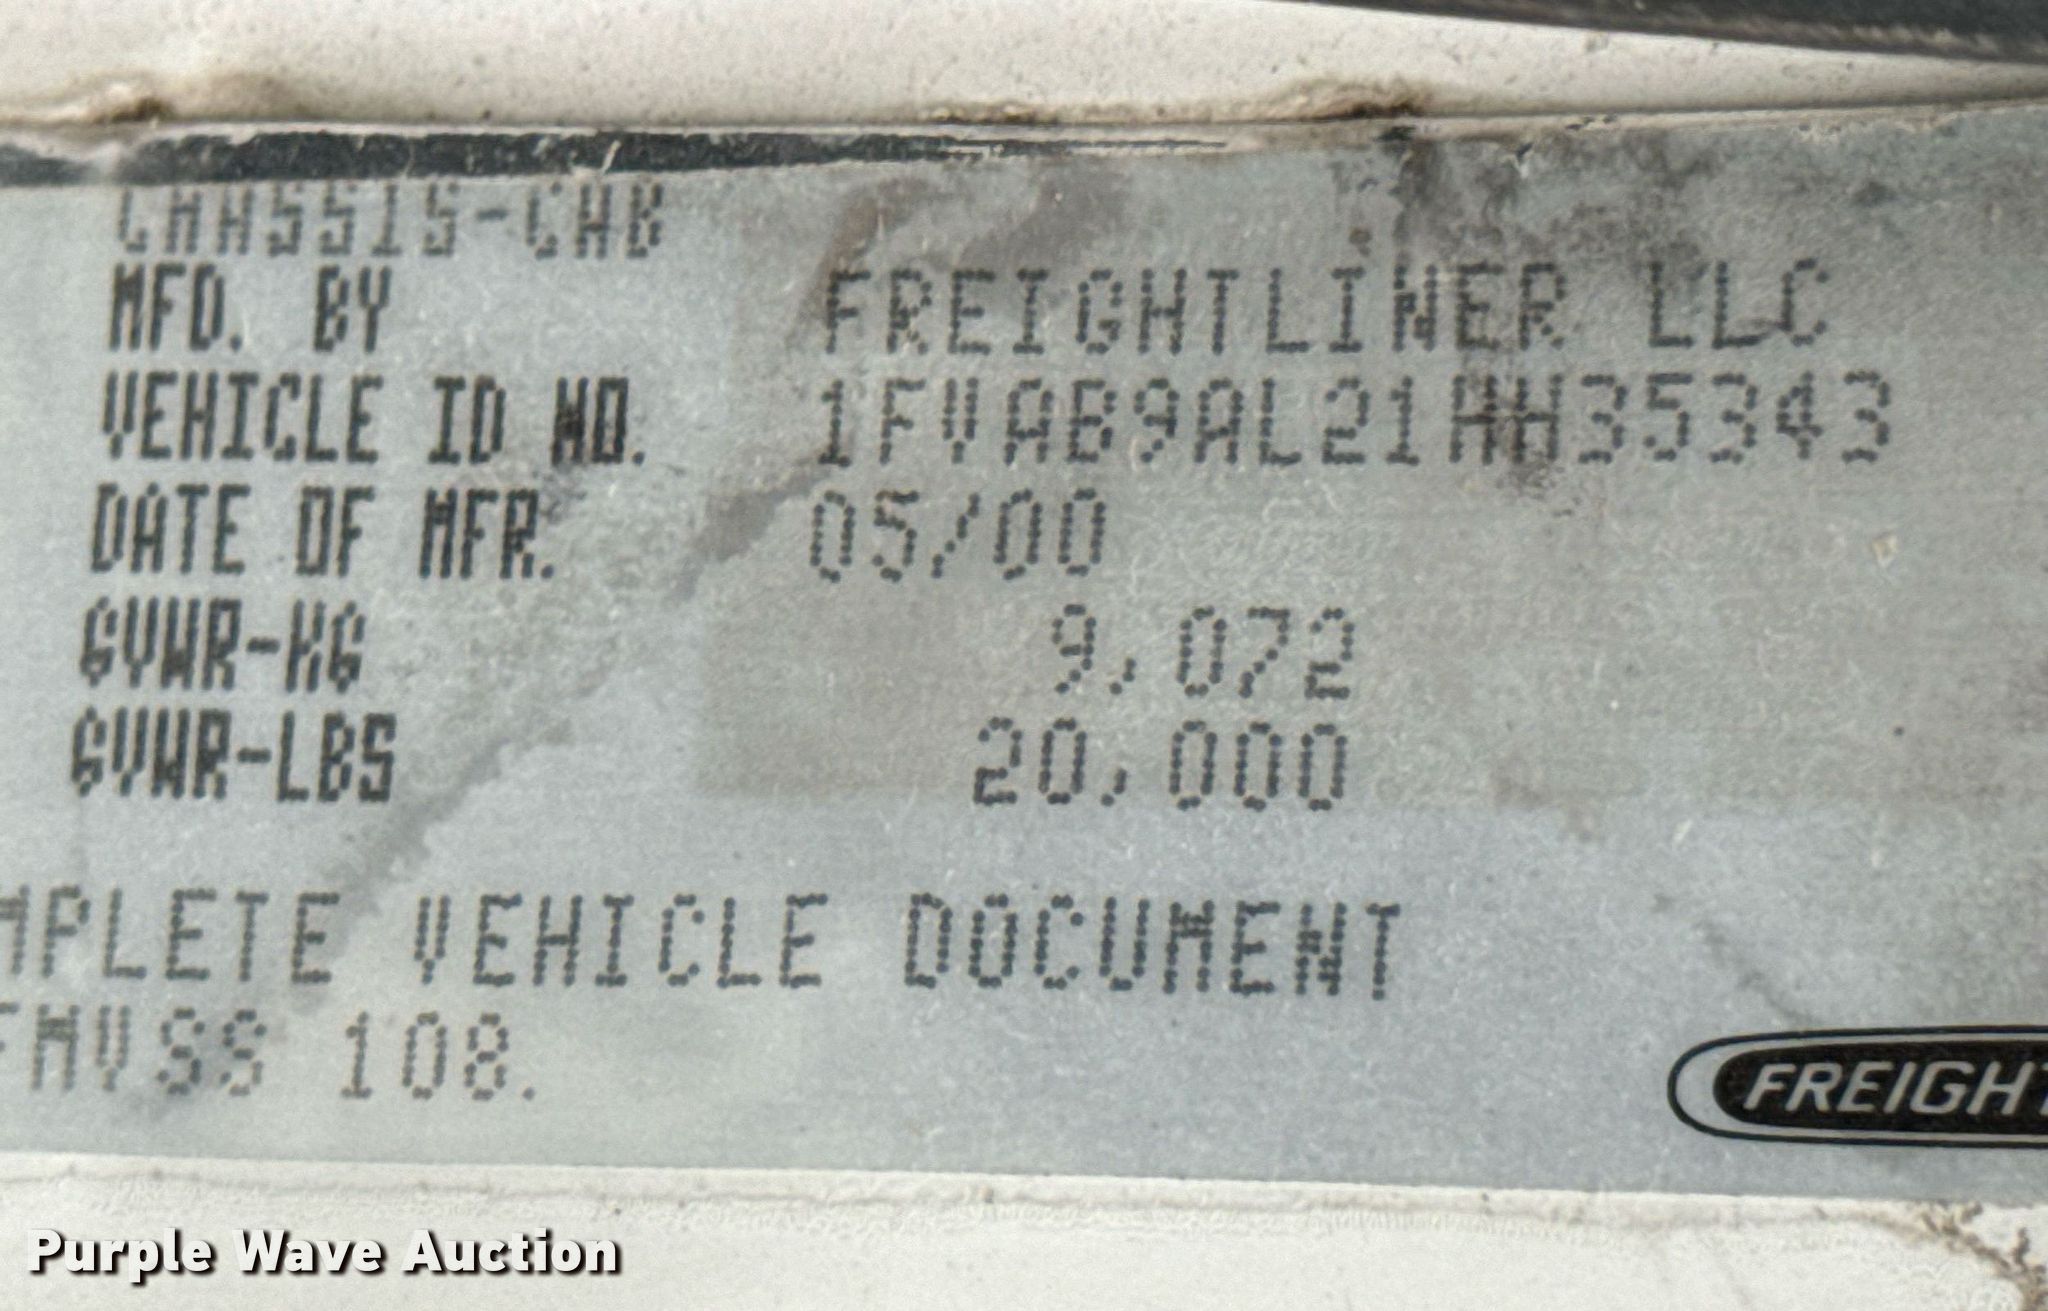 CHASSIS-CAB
MFD. BY FREIGHTLINER LLC
VEHICLE ID NO. 1FVAB9AL21HH35343
DATE OF MFR. 05/00
GVWR-KG 9,072
GVWR-LBS 20,000
MPLETE VEHICLE DOCUMENT
FMVSS 108.
FREIGHT
Purple Wave Auction